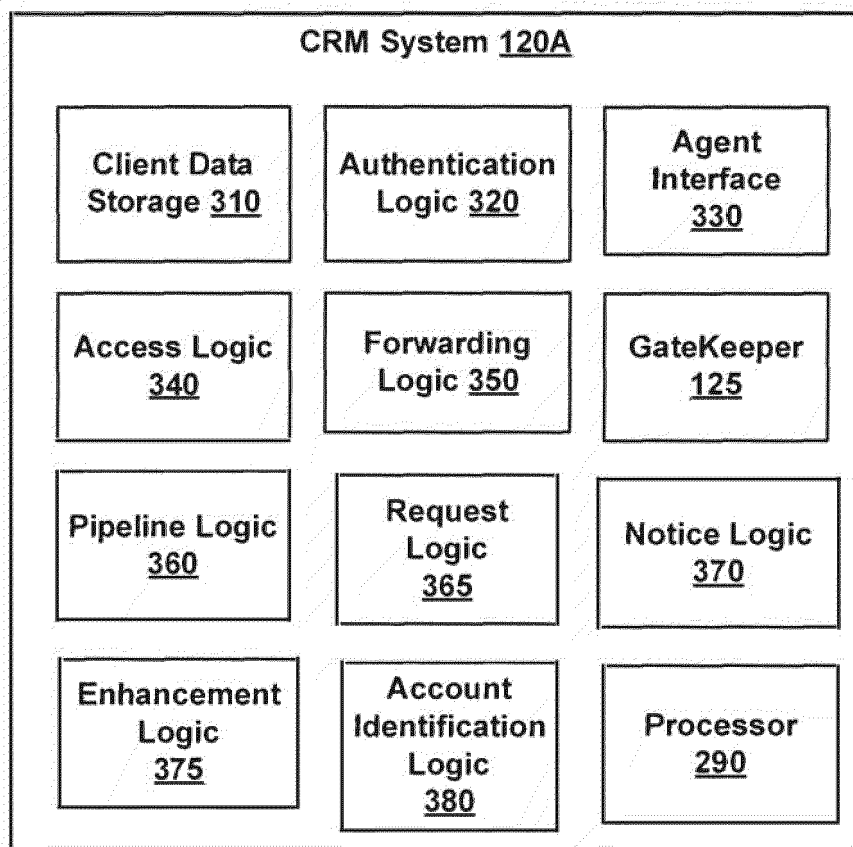 CRM System 120A
Client Data
Storage 310
Authentication
Logic 320
Agent
Interface
330
Access Logic
340
Forwarding
Logic 350
GateKeeper
125
Pipeline Logic
360
Request
Logic
365
Notice Logic
370
Enhancement
Logic
375
Account
Identification
Logic
380
Processor
290